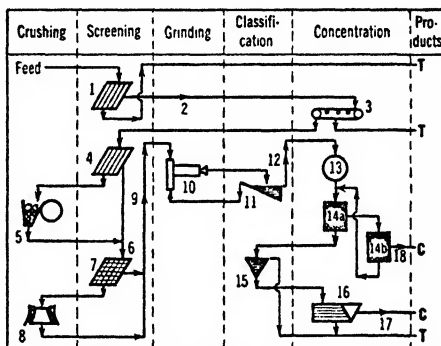 Crushing Screening Grinding Classifi- Concentration Pro-
cation ducts
Feed
T
1
2
3
T
4
12
13
9
10
11
14a
5
6
14b
18 C
7
15
16
C
17
8
T